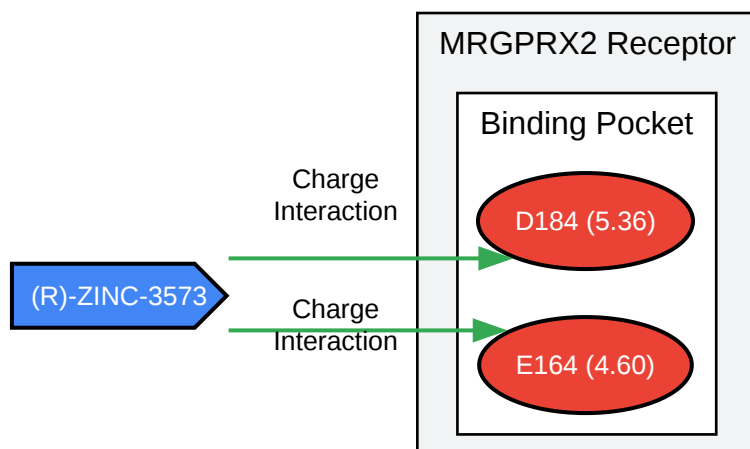 MRGPRX2 Receptor
Binding Pocket
Charge
Interaction
D184 (5.36)
(R)-ZINC-3573
Charge
Interaction
E164 (4.60)